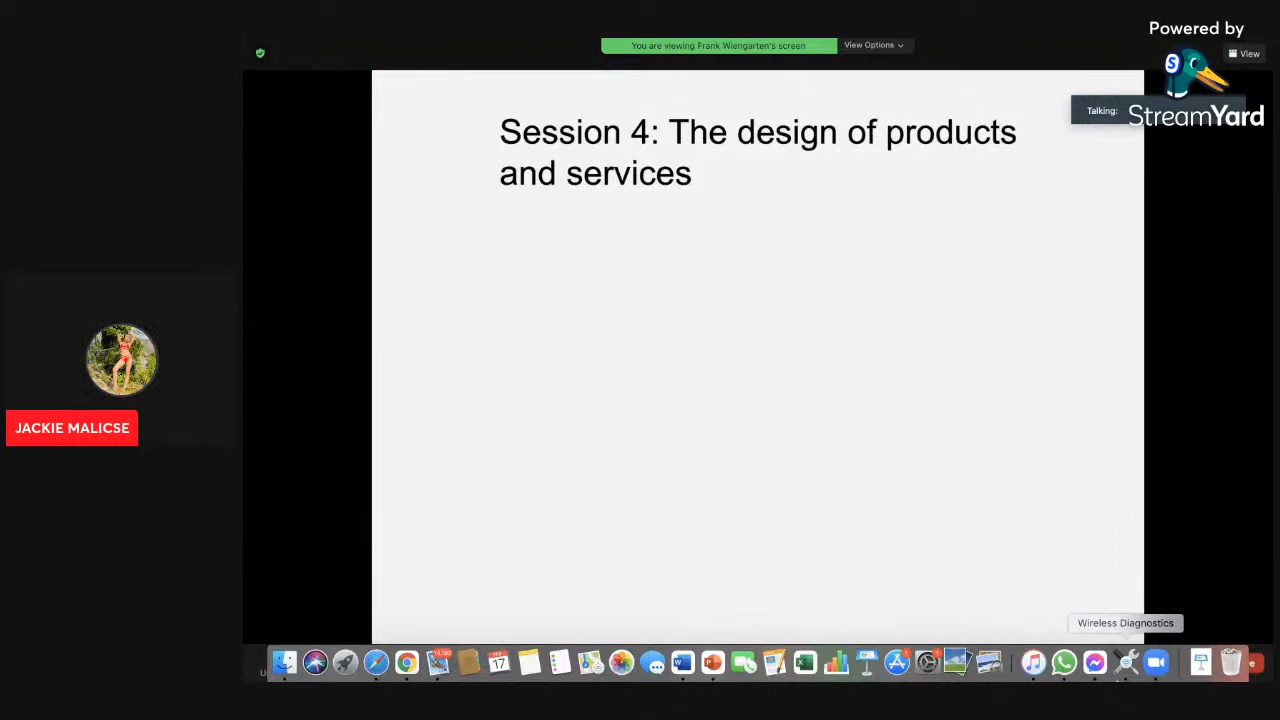 Powered by
You are viewing Frank Wiengarten's screen
View Options
View
Talking:
StreamYard
Session 4: The design of products
and services
JACKIE MALICSE
Wireless Diagnostics
17